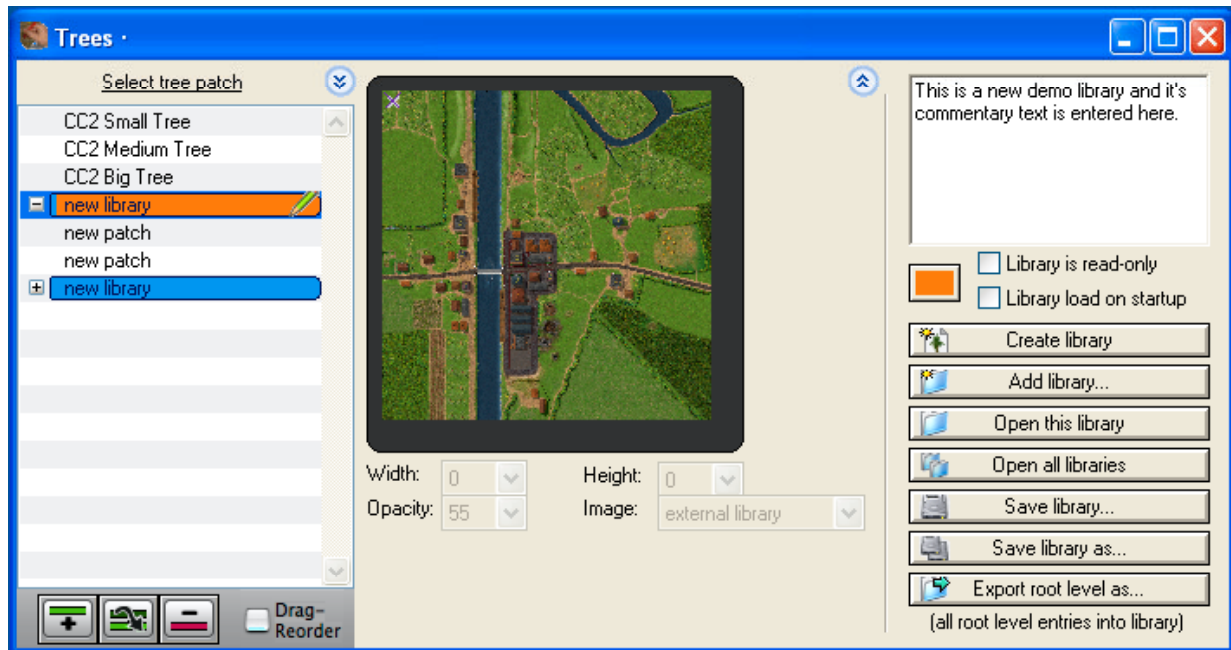 Trees ·
Select tree patch
CC2 Small Tree
CC2 Medium Tree
CC2 Big Tree
new library
new patch
new patch
new library
Drag-
Reorder
Width: 0 Height: 0
Opacity: 55 Image: external library
This is a new demo library and it's
commentary text is entered here.
Library is read-only
Library load on startup
Create library
Add library...
Open this library
Open all libraries
Save library...
Save library as...
Export root level as...
(all root level entries into library)